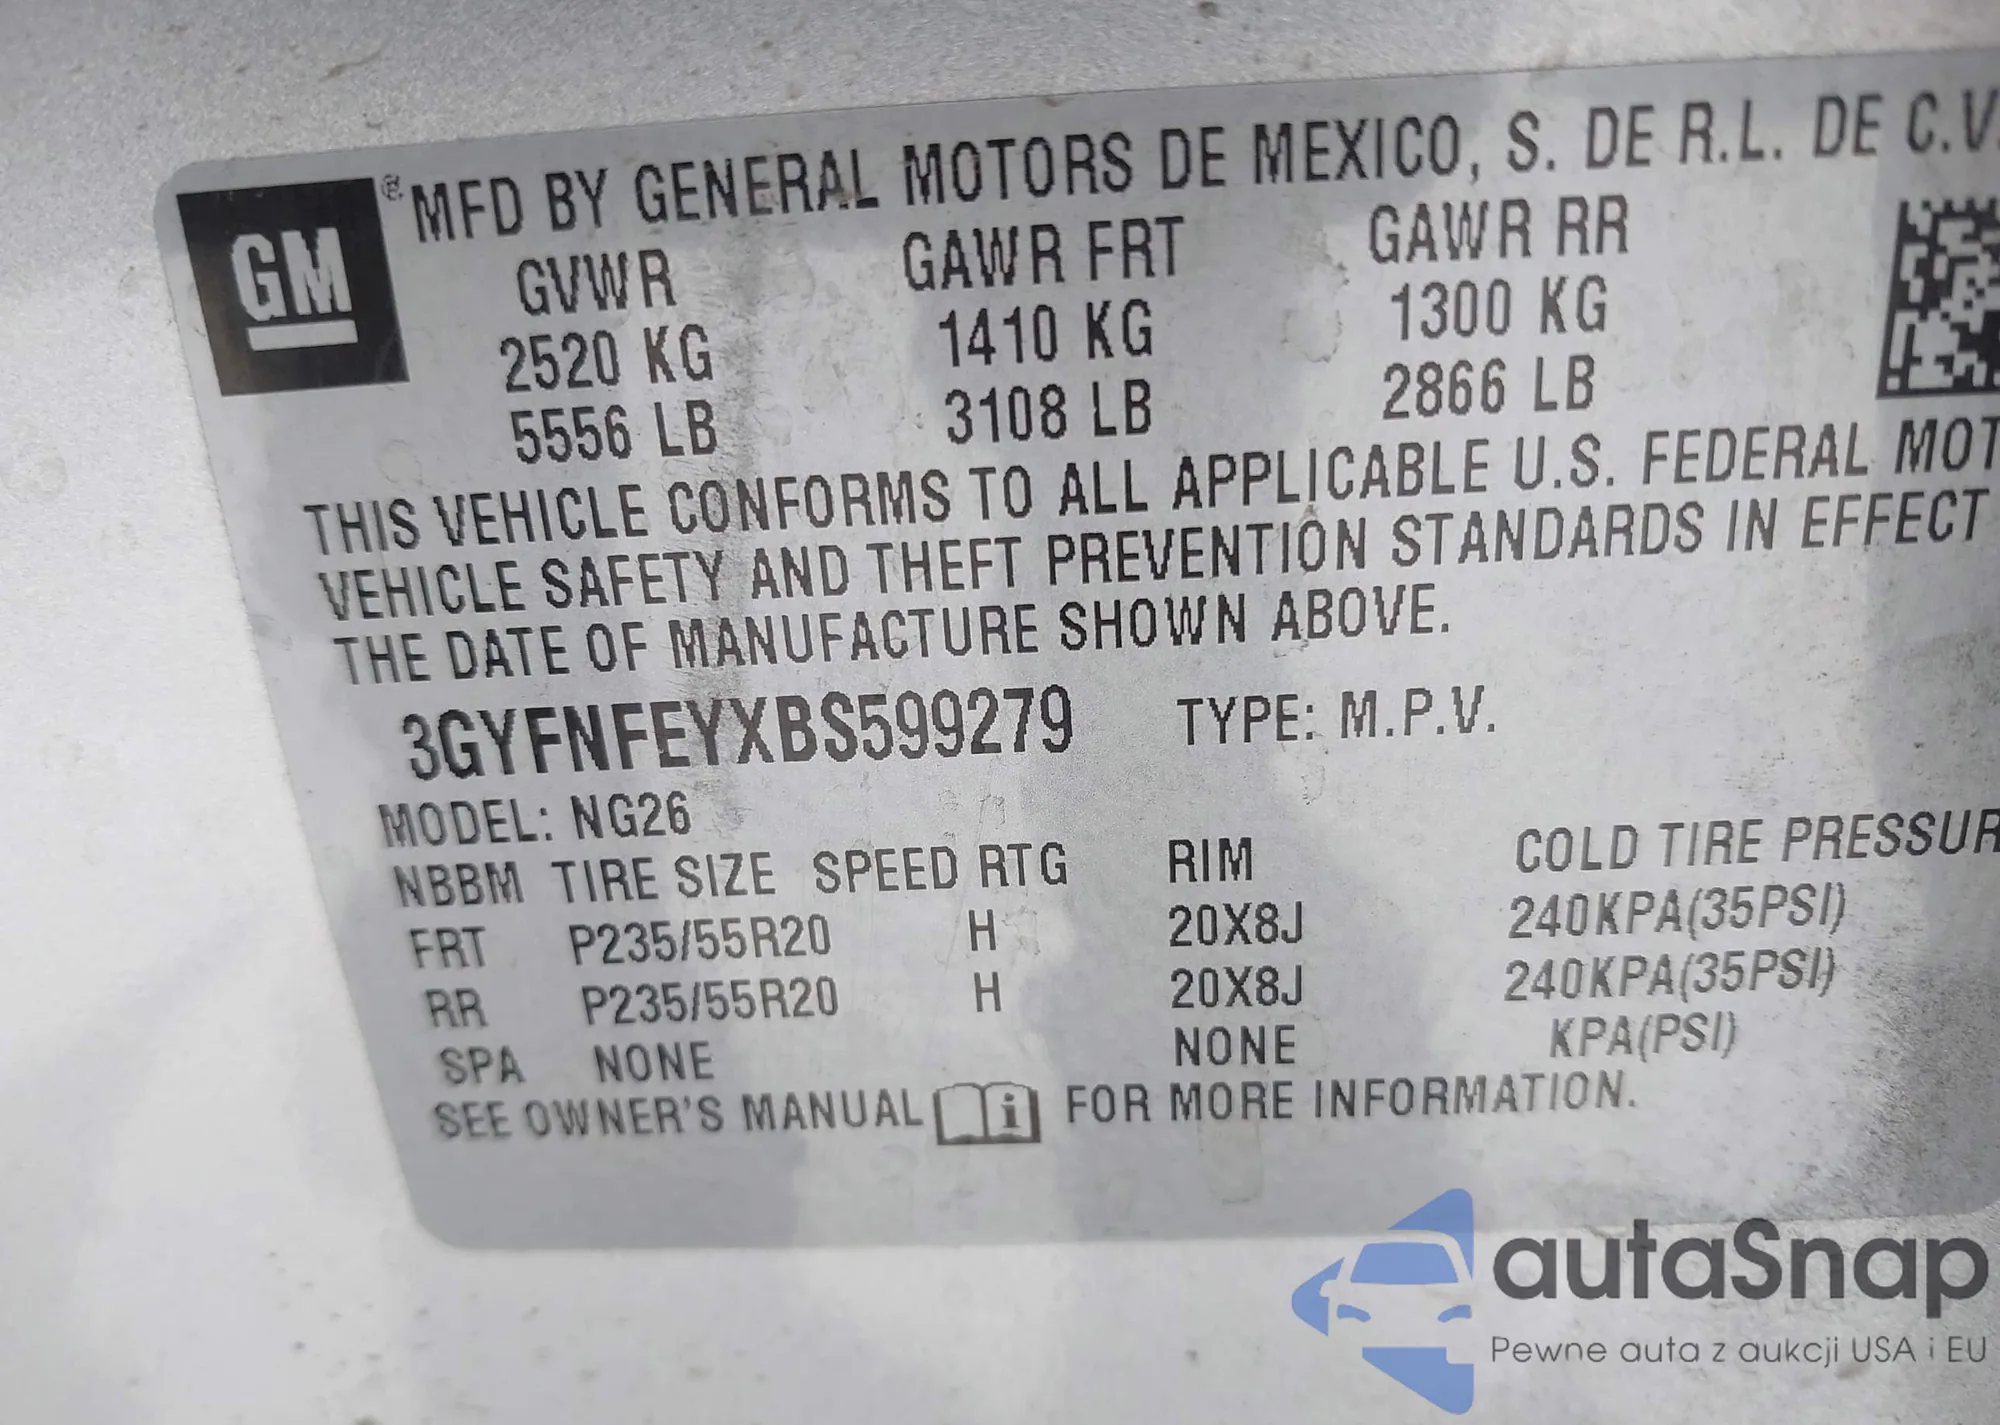 GM ® MFD BY GENERAL MOTORS DE MEXICO, S. DE R.L. DE C.V.
GVWR GAWR FRT GAWR RR
2520 KG 1410 KG 1300 KG
5556 LB 3108 LB 2866 LB
THIS VEHICLE CONFORMS TO ALL APPLICABLE U.S. FEDERAL MOT
VEHICLE SAFETY AND THEFT PREVENTION STANDARDS IN EFFECT
THE DATE OF MANUFACTURE SHOWN ABOVE.
3GYFNFEYXBS599279 TYPE: M.P.V.
MODEL: NG26
NBBM TIRE SIZE SPEED RTG RIM COLD TIRE PRESSUR
FRT P235/55R20 H 20X8J 240KPA(35PSI)
RR P235/55R20 H 20X8J 240KPA(35PSI)
SPA NONE NONE KPA(PSI)
SEE OWNER'S MANUAL i FOR MORE INFORMATION.
autaSnap
Pewne auta z aukcji USA i EU